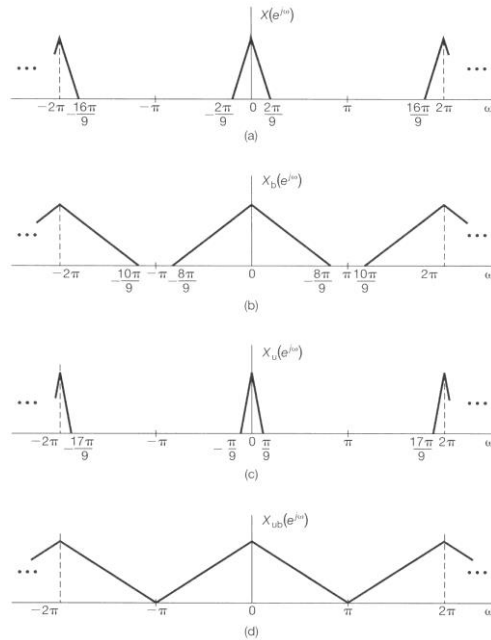 X(e^{jω})
... ...
−2π −16π/9 −π −2π/9 0 2π/9 π 16π/9 2π ω
(a)
X_b(e^{jω})
... ...
−2π −10π/9 −π −8π/9 0 −8π/9 π 10π/9 2π ω
(b)
X_u(e^{jω})
... ...
−2π −17π/9 −π −π/9 0 π/9 π 17π/9 2π ω
(c)
X_{ub}(e^{jω})
... ...
−2π −π 0 π 2π ω
(d)